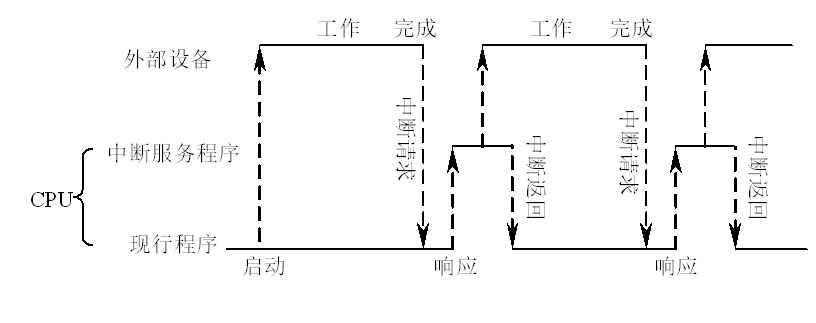 工作 完成 工作 完成
外部设备
中断请求
中断请求
中断服务程序
中断返回
中断返回
CPU
现行程序
启动 响应 响应